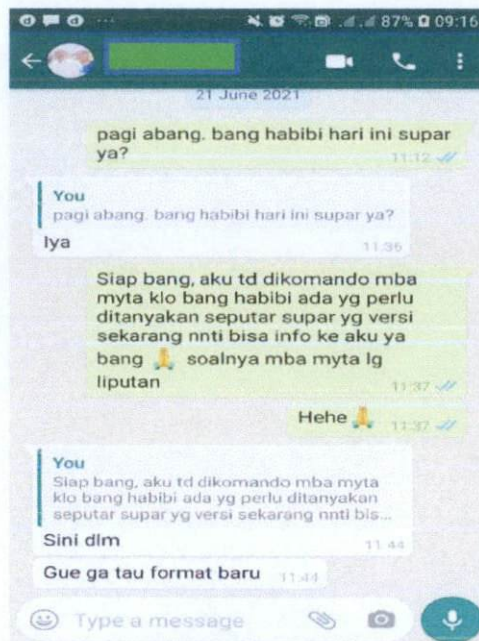 87% 09:16
21 June 2021
pagi abang. bang habibi hari ini supar
ya?
11:12
You
pagi abang. bang habibi hari ini supar ya?
Iya
11:36
Siap bang, aku td dikomando mba
myta klo bang habibi ada yg perlu
ditanyakan seputar supar yg versi
sekarang nnti bisa info ke aku ya
bang 🙏 soalnya mba myta lg
liputan
11:37
Hehe 🙏 11:37
You
Siap bang, aku td dikomando mba myta
klo bang habibi ada yg perlu ditanyakan
seputar supar yg versi sekarang nnti bis...
Sini dlm
11:44
Gue ga tau format baru 11:44
Type a message